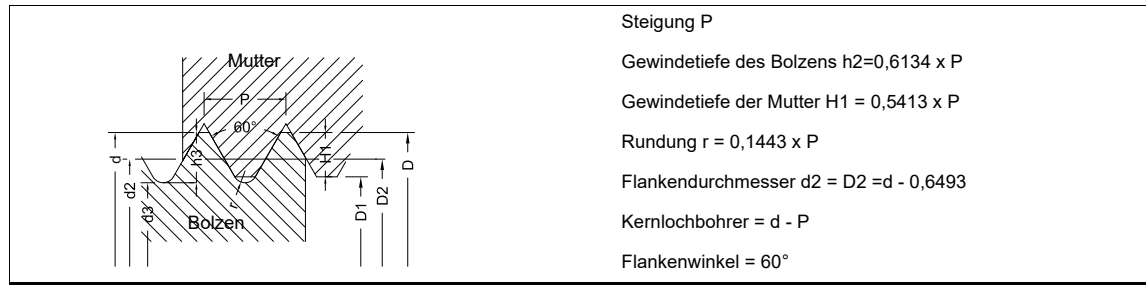 Mutter
P
60°
d
d2
d3
h3
r
H1
D1
D2
D
Bolzen
Steigung P
Gewindetiefe des Bolzens h2=0,6134 x P
Gewindetiefe der Mutter H1 = 0,5413 x P
Rundung r = 0,1443 x P
Flankendurchmesser d2 = D2 =d - 0,6493
Kernlochbohrer = d - P
Flankenwinkel = 60°